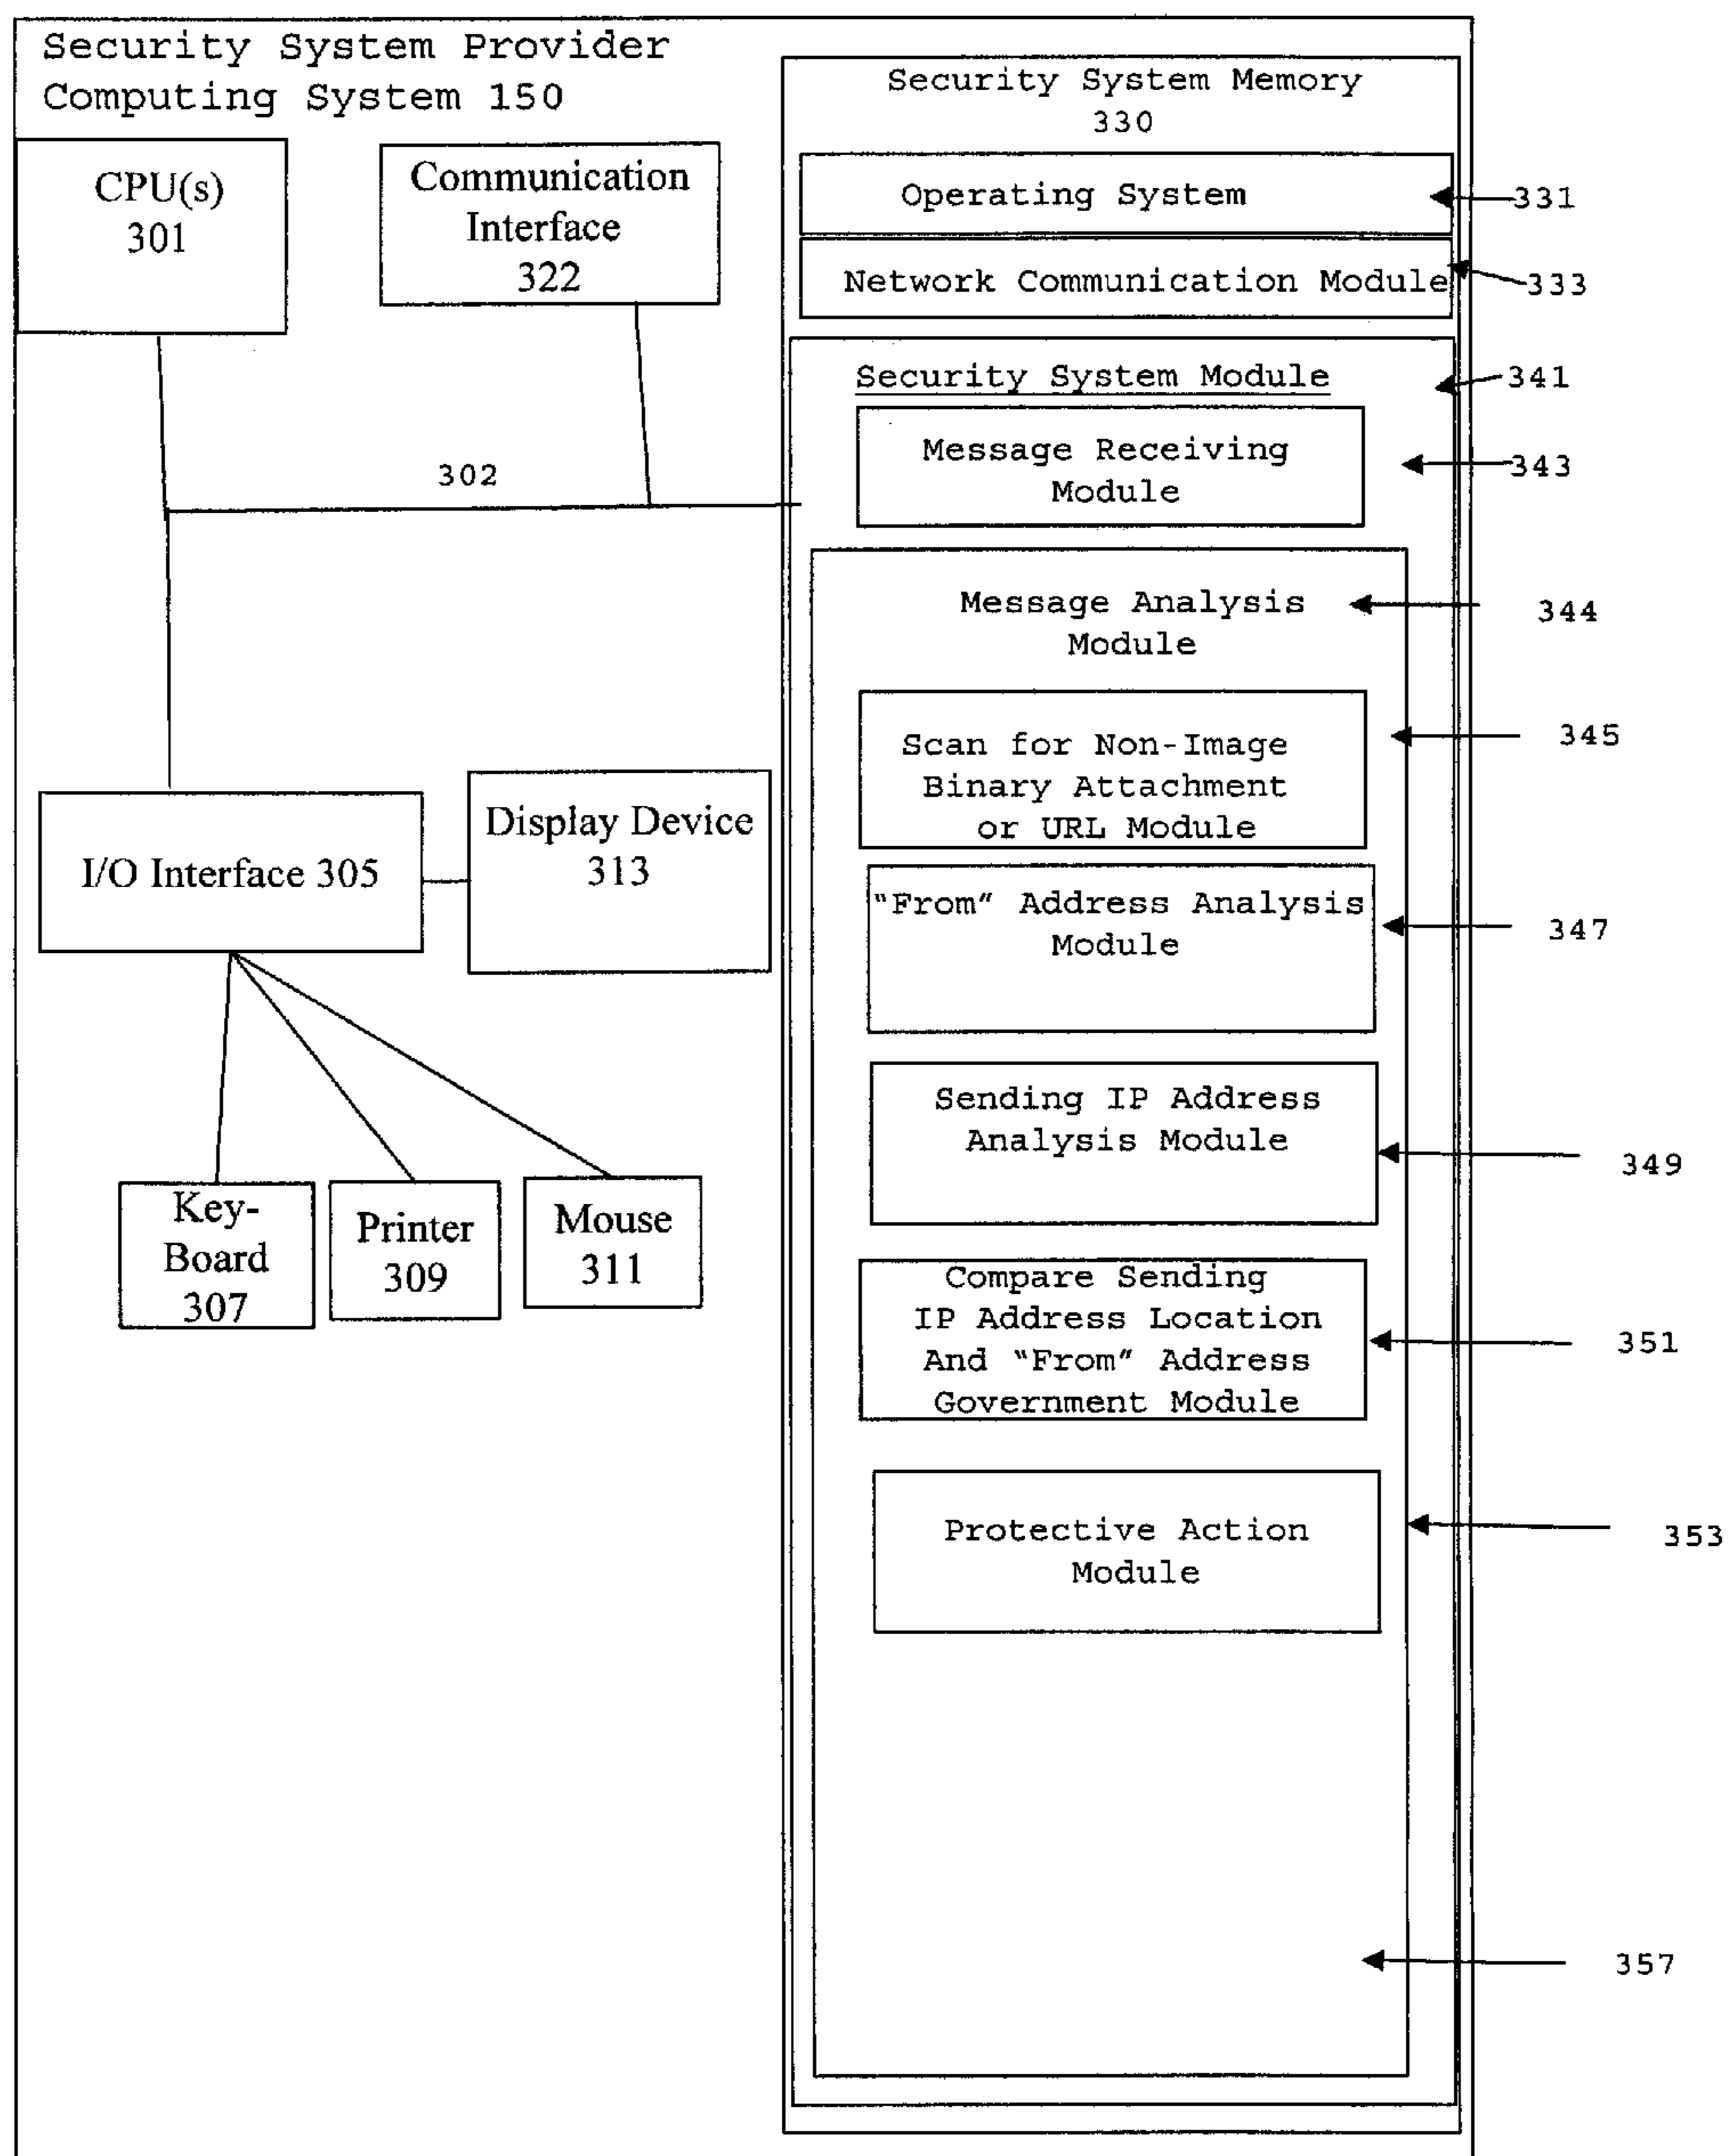 Security System Provider
Computing System 150
CPU(s)
301
Communication
Interface
322
302
I/O Interface 305
Display Device
313
Key-
Board
307
Printer
309
Mouse
311
Security System Memory
330
Operating System
331
Network Communication Module
333
Security System Module
341
Message Receiving
Module
343
Message Analysis
Module
344
Scan for Non-Image
Binary Attachment
or URL Module
345
"From" Address Analysis
Module
347
Sending IP Address
Analysis Module
349
Compare Sending
IP Address Location
And "From" Address
Government Module
351
Protective Action
Module
353
357